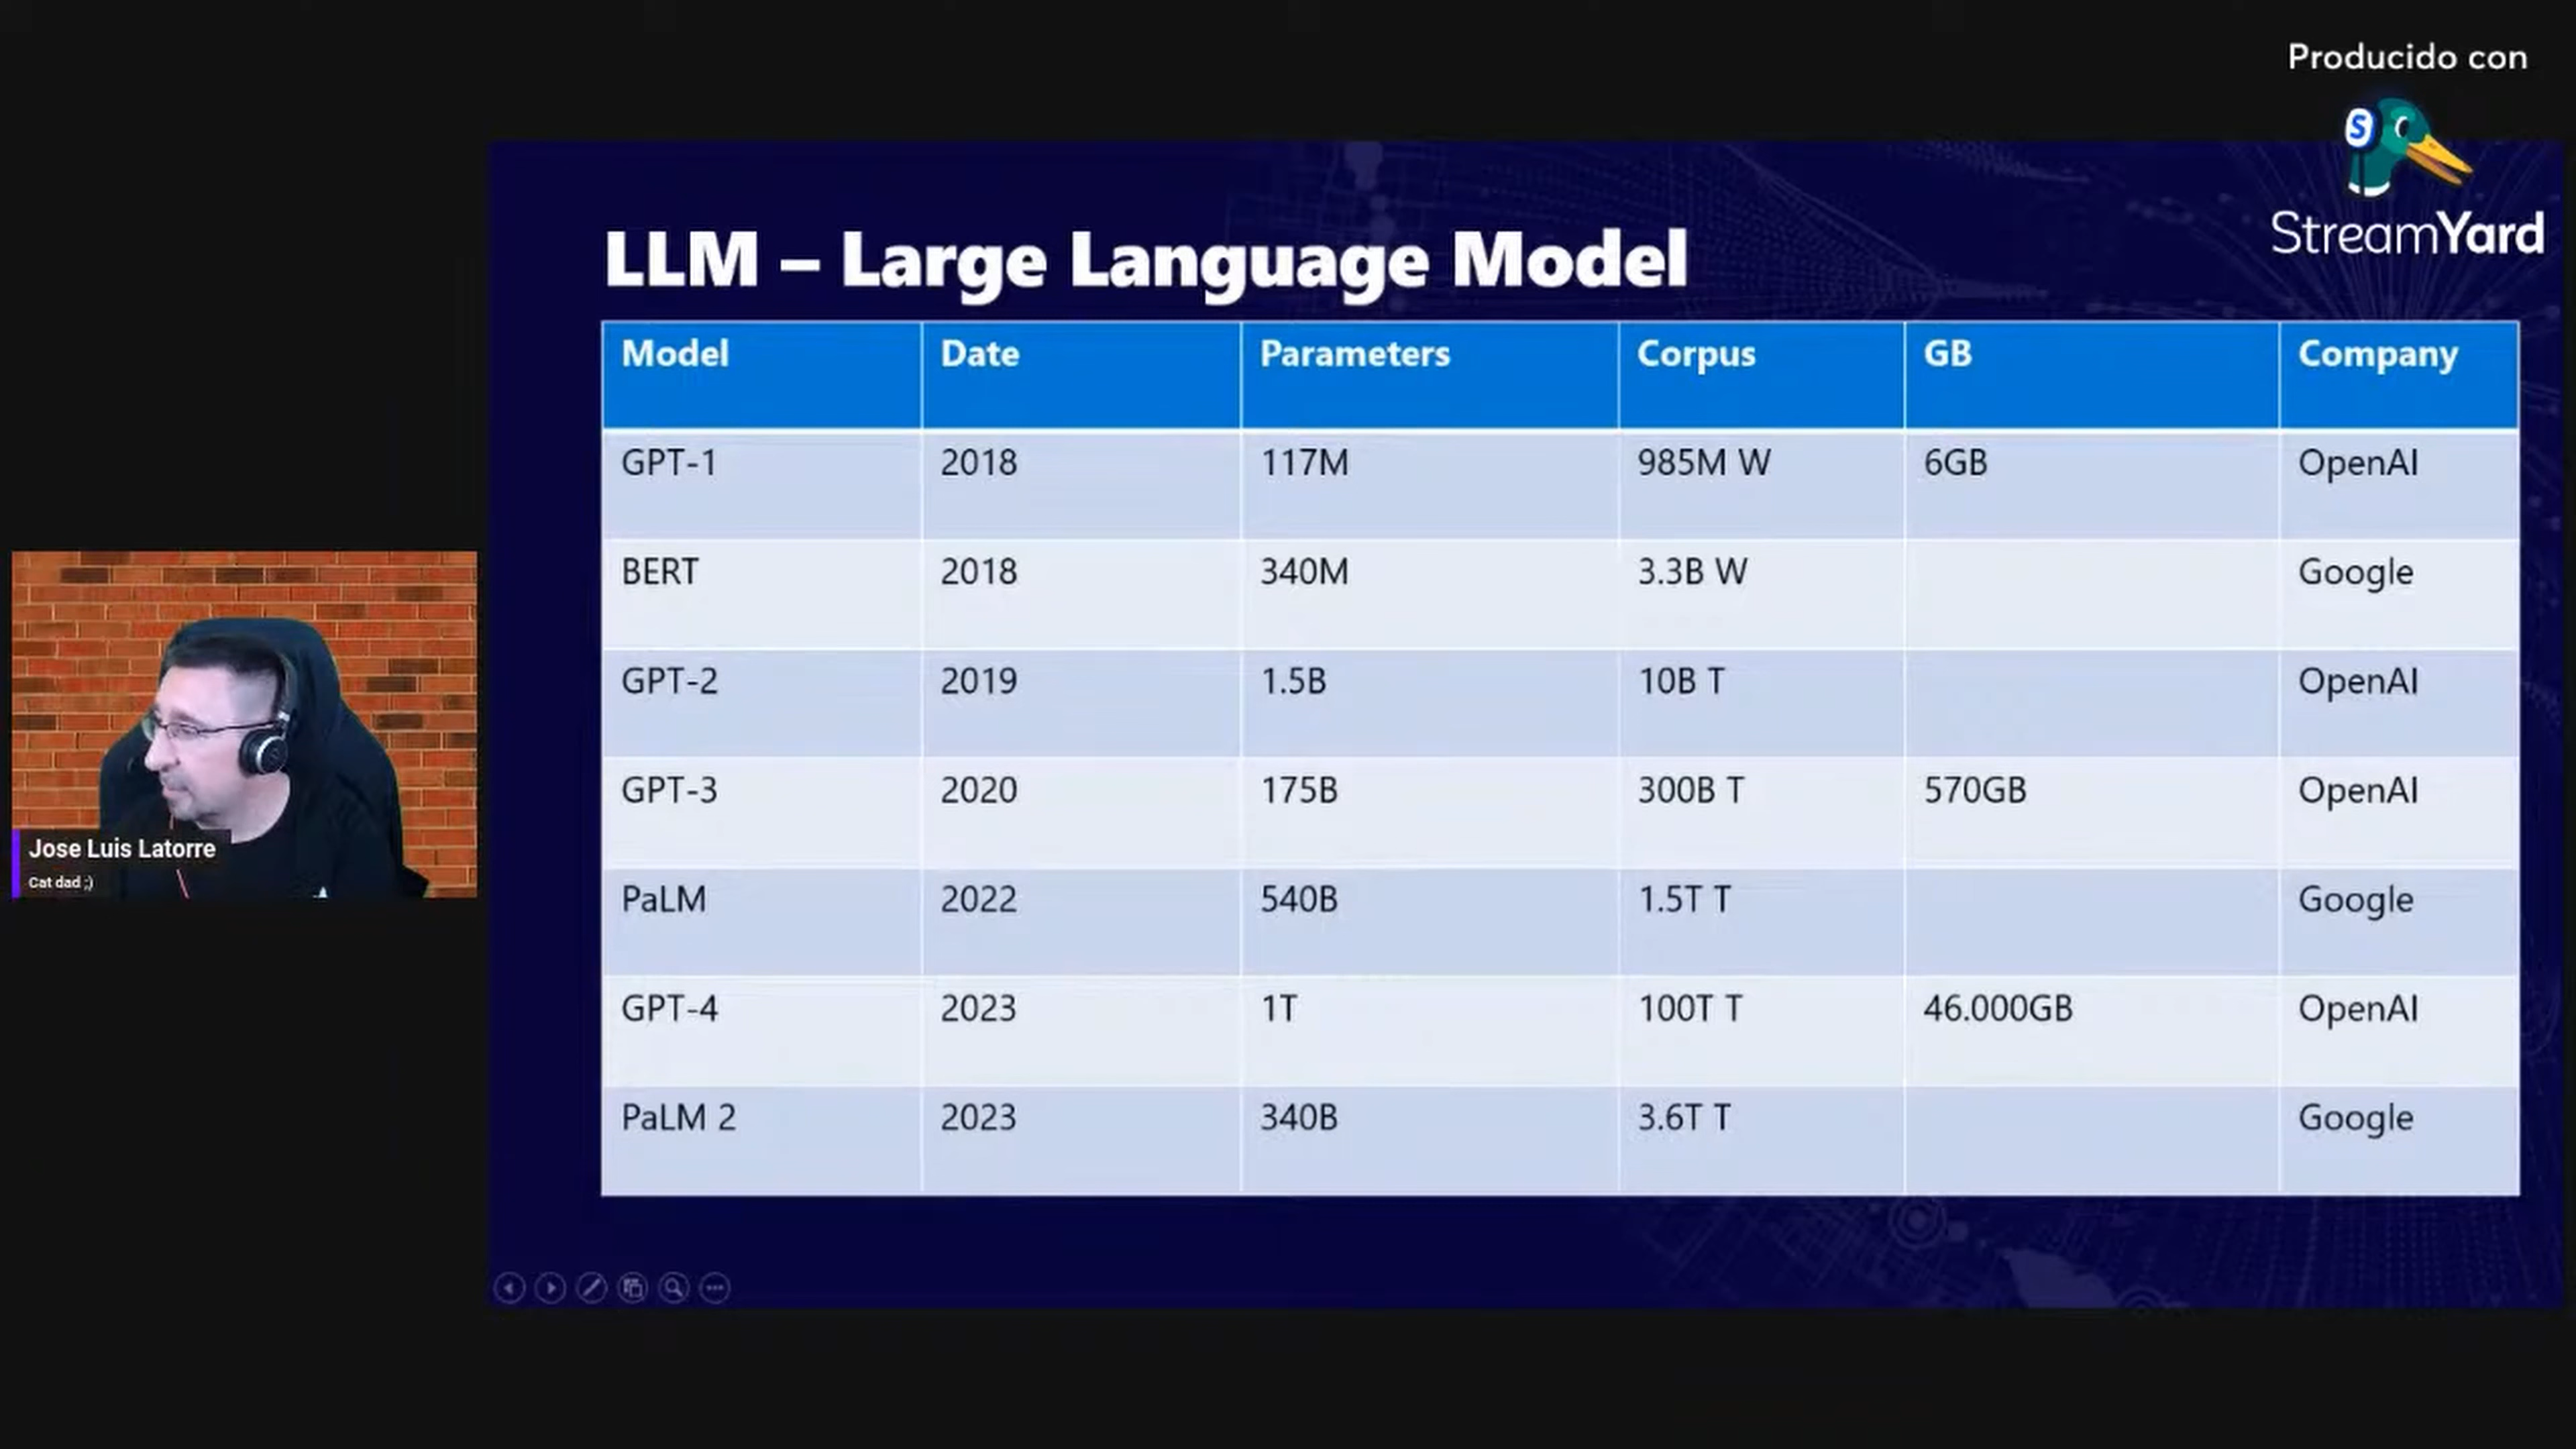 Producido con
StreamYard
LLM – Large Language Model
Model Date Parameters Corpus GB Company
GPT-1 2018 117M 985M W 6GB OpenAI
BERT 2018 340M 3.3B W Google
GPT-2 2019 1.5B 10B T OpenAI
GPT-3 2020 175B 300B T 570GB OpenAI
PaLM 2022 540B 1.5T T Google
GPT-4 2023 1T 100T T 46.000GB OpenAI
PaLM 2 2023 340B 3.6T T Google
Jose Luis Latorre
Cat dad ;)